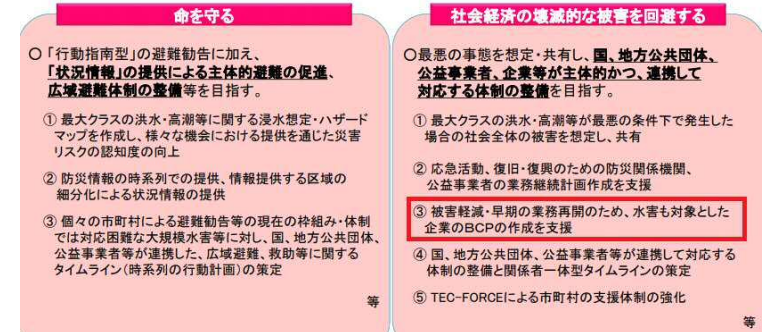 命を守る
〇「行動指南型」の避難勧告に加え、
「状況情報」の提供による主体的避難の促進、
広域避難体制の整備等を目指す。
① 最大クラスの洪水・高潮等に関する浸水想定・ハザード
マップを作成し、様々な機会における提供を通じた災害
リスクの認知度の向上
② 防災情報の時系列での提供、情報提供する区域の
細分化による状況情報の提供
③ 個々の市町村による避難勧告等の現在の枠組み・体制
では対応困難な大規模水害等に対し、国、地方公共団体、
公益事業者等が連携した、広域避難、救助等に関する
タイムライン(時系列の行動計画)の策定
等
社会経済の壊滅的な被害を回避する
〇最悪の事態を想定・共有し、国、地方公共団体、
公益事業者、企業等が主体的かつ、連携して
対応する体制の整備を目指す。
① 最大クラスの洪水・高潮等が最悪の条件下で発生した
場合の社会全体の被害を想定し、共有
② 応急活動、復旧・復興のための防災関係機関、
公益事業者の業務継続計画作成を支援
③ 被害軽減・早期の業務再開のため、水害も対象とした
企業のBCPの作成を支援
④ 国、地方公共団体、公益事業者等が連携して対応する
体制の整備と関係者一体型タイムラインの策定
⑤ TEC-FORCEによる市町村の支援体制の強化
等